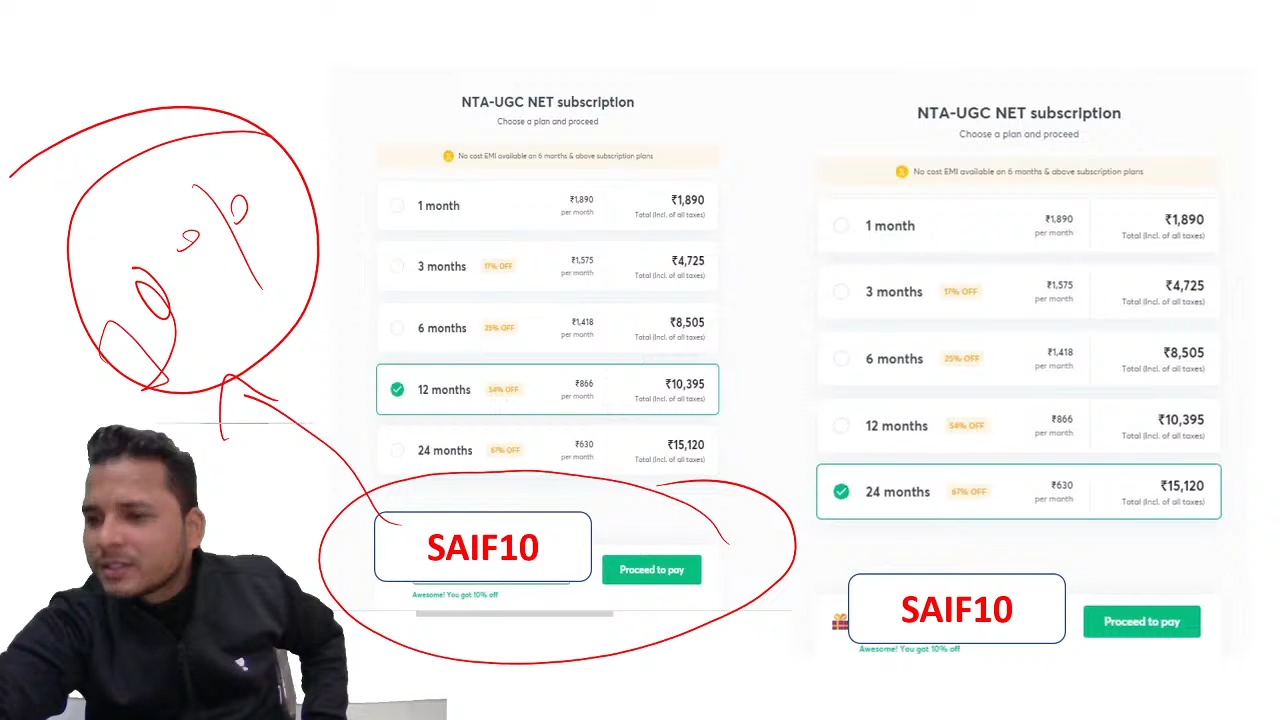 20%
NTA-UGC NET subscription
Choose a plan and proceed
No cost EMI available on 6 months & above subscription plans
1 month ₹1,890 per month ₹1,890 Total (Incl. of all taxes)
3 months 17% OFF ₹1,575 per month ₹4,725 Total (Incl. of all taxes)
6 months 25% OFF ₹1,418 per month ₹8,505 Total (Incl. of all taxes)
12 months 54% OFF ₹866 per month ₹10,395 Total (Incl. of all taxes)
24 months 67% OFF ₹630 per month ₹15,120 Total (Incl. of all taxes)
SAIF10
Proceed to pay
Awesome! You got 10% off
NTA-UGC NET subscription
Choose a plan and proceed
No cost EMI available on 6 months & above subscription plans
1 month ₹1,890 per month ₹1,890 Total (Incl. of all taxes)
3 months 17% OFF ₹1,575 per month ₹4,725 Total (Incl. of all taxes)
6 months 25% OFF ₹1,418 per month ₹8,505 Total (Incl. of all taxes)
12 months 54% OFF ₹866 per month ₹10,395 Total (Incl. of all taxes)
24 months 67% OFF ₹630 per month ₹15,120 Total (Incl. of all taxes)
SAIF10
Proceed to pay
Awesome! You got 10% off